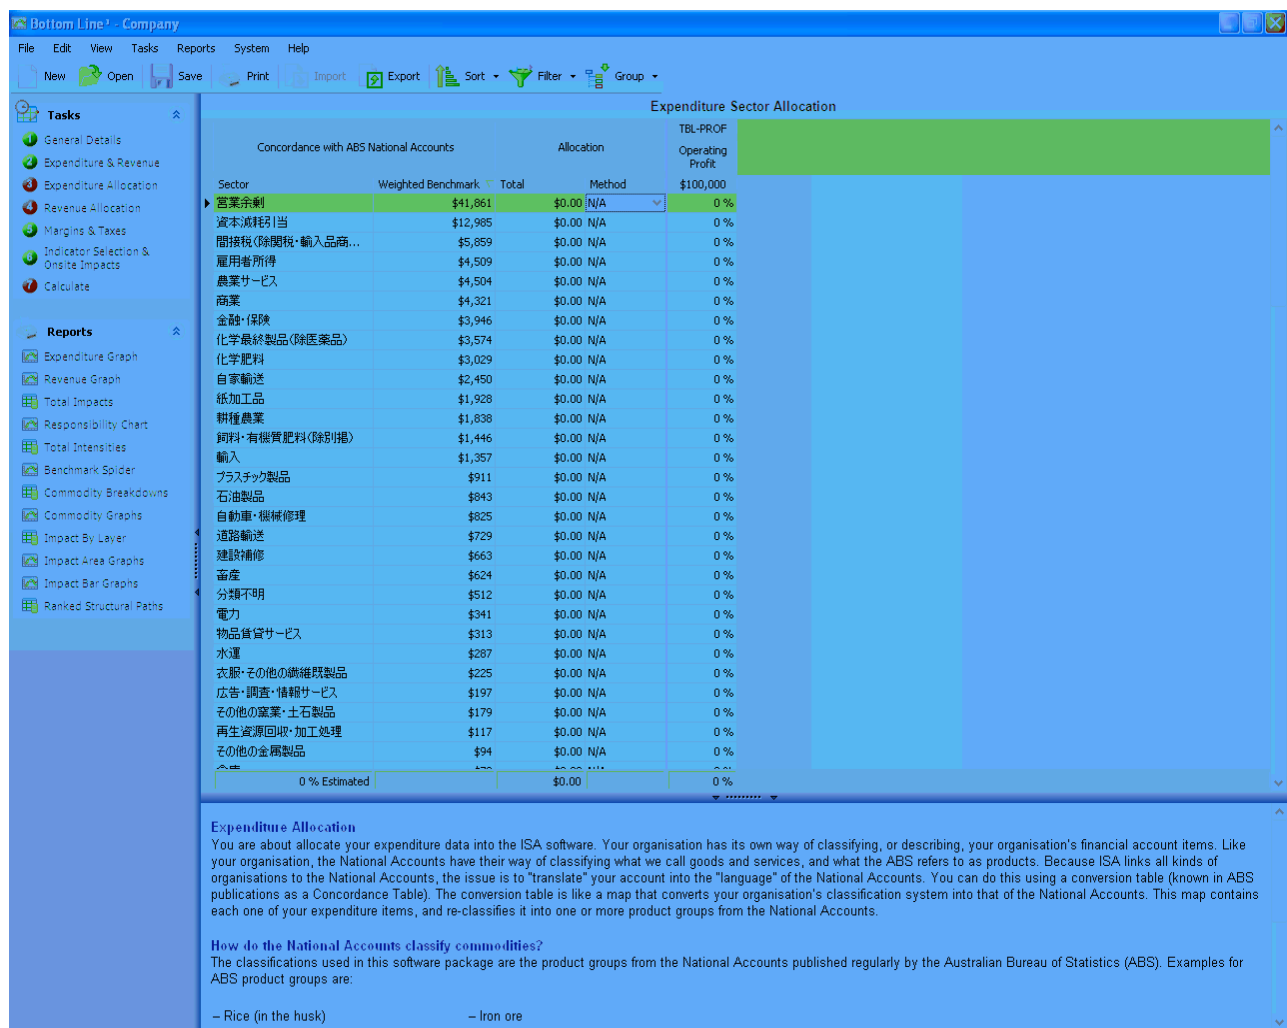 Bottom Line³ - Company
File Edit View Tasks Reports System Help
New Open Save Print Import Export Sort Filter Group
Tasks
1 General Details
2 Expenditure & Revenue
3 Expenditure Allocation
4 Revenue Allocation
5 Margins & Taxes
6 Indicator Selection &
Onsite Impacts
7 Calculate
Reports
Expenditure Graph
Revenue Graph
Total Impacts
Responsibility Chart
Total Intensities
Benchmark Spider
Commodity Breakdowns
Commodity Graphs
Impact By Layer
Impact Area Graphs
Impact Bar Graphs
Ranked Structural Paths
Expenditure Sector Allocation
TBL-PROF
Concordance with ABS National Accounts Allocation Operating
Profit
Sector Weighted Benchmark Total Method $100,000
営業余剰 $41,861 $0.00 N/A 0 %
資本減耗引当 $12,985 $0.00 N/A 0 %
間接税(除関税・輸入品商... $5,859 $0.00 N/A 0 %
雇用者所得 $4,509 $0.00 N/A 0 %
農業サービス $4,504 $0.00 N/A 0 %
商業 $4,321 $0.00 N/A 0 %
金融・保険 $3,946 $0.00 N/A 0 %
化学最終製品(除医薬品) $3,574 $0.00 N/A 0 %
化学肥料 $3,029 $0.00 N/A 0 %
自家輸送 $2,450 $0.00 N/A 0 %
紙加工品 $1,928 $0.00 N/A 0 %
耕種農業 $1,838 $0.00 N/A 0 %
飼料・有機質肥料(除別掲) $1,446 $0.00 N/A 0 %
輸入 $1,357 $0.00 N/A 0 %
プラスチック製品 $911 $0.00 N/A 0 %
石油製品 $843 $0.00 N/A 0 %
自動車・機械修理 $825 $0.00 N/A 0 %
道路輸送 $729 $0.00 N/A 0 %
建設補修 $663 $0.00 N/A 0 %
畜産 $624 $0.00 N/A 0 %
分類不明 $512 $0.00 N/A 0 %
電力 $341 $0.00 N/A 0 %
物品賃貸サービス $313 $0.00 N/A 0 %
水運 $287 $0.00 N/A 0 %
衣服・その他の繊維既製品 $225 $0.00 N/A 0 %
広告・調査・情報サービス $197 $0.00 N/A 0 %
その他の窯業・土石製品 $179 $0.00 N/A 0 %
再生資源回収・加工処理 $117 $0.00 N/A 0 %
その他の金属製品 $94 $0.00 N/A 0 %
0 % Estimated $0.00 0 %
Expenditure Allocation
You are about allocate your expenditure data into the ISA software. Your organisation has its own way of classifying, or describing, your organisation's financial account items. Like
your organisation, the National Accounts have their way of classifying what we call goods and services, and what the ABS refers to as products. Because ISA links all kinds of
organisations to the National Accounts, the issue is to "translate" your account into the "language" of the National Accounts. You can do this using a conversion table (known in ABS
publications as a Concordance Table). The conversion table is like a map that converts your organisation's classification system into that of the National Accounts. This map contains
each one of your expenditure items, and re-classifies it into one or more product groups from the National Accounts.
How do the National Accounts classify commodities?
The classifications used in this software package are the product groups from the National Accounts published regularly by the Australian Bureau of Statistics (ABS). Examples for
ABS product groups are:
– Rice (in the husk) – Iron ore